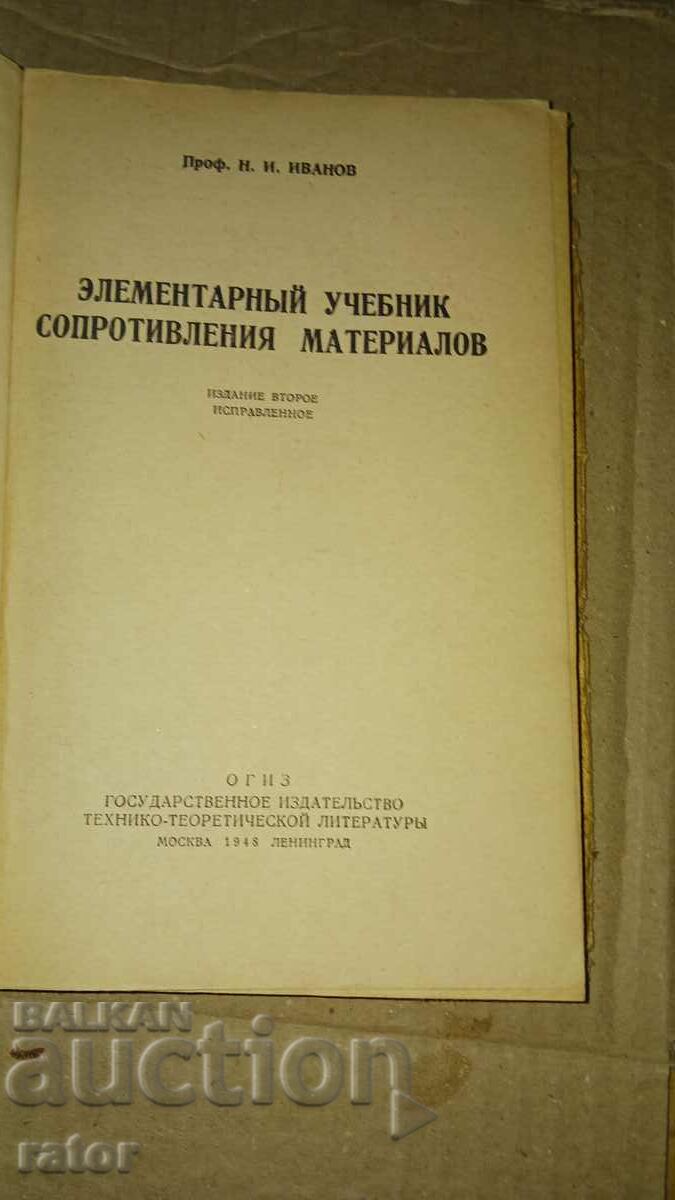 Проф. Н. И. ИВАНОВ
ЭЛЕМЕНТАРНЫЙ УЧЕБНИК
СОПРОТИВЛЕНИЯ МАТЕРИАЛОВ
ИЗДАНИЕ ВТОРОЕ
ИСПРАВЛЕННОЕ
ОГИЗ
ГОСУДАРСТВЕННОЕ ИЗДАТЕЛЬСТВО
ТЕХНИКО-ТЕОРЕТИЧЕСКОЙ ЛИТЕРАТУРЫ
МОСКВА 1948 ЛЕНИНГРАД
BALKAN
auction
rator